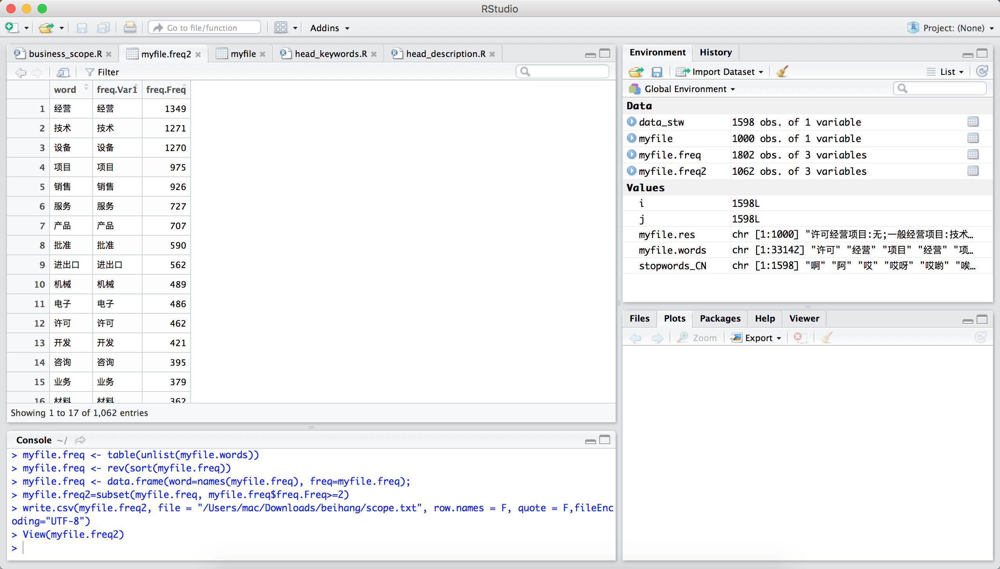 RStudio
Go to file/function
Addins
Project: (None)
business_scope.R
myfile.freq2
myfile
head_keywords.R
head_description.R
Filter
word freq.Var1 freq.Freq
1 经营 经营 1349
2 技术 技术 1271
3 设备 设备 1270
4 项目 项目 975
5 销售 销售 926
6 服务 服务 727
7 产品 产品 707
8 批准 批准 590
9 进出口 进出口 562
10 机械 机械 489
11 电子 电子 486
12 许可 许可 462
13 开发 开发 421
14 咨询 咨询 395
15 业务 业务 379
16 材料 材料 362
Showing 1 to 17 of 1,062 entries
Console ~/
> myfile.freq <- table(unlist(myfile.words))
> myfile.freq <- rev(sort(myfile.freq))
> myfile.freq <- data.frame(word=names(myfile.freq), freq=myfile.freq);
> myfile.freq2=subset(myfile.freq, myfile.freq$freq.Freq>=2)
> write.csv(myfile.freq2, file = "/Users/mac/Downloads/beihang/scope.txt", row.names = F, quote = F,fileEnc
oding="UTF-8")
> View(myfile.freq2)
>
Environment History
Import Dataset
List
Global Environment
Data
data_stw 1598 obs. of 1 variable
myfile 1000 obs. of 1 variable
myfile.freq 1802 obs. of 3 variables
myfile.freq2 1062 obs. of 3 variables
Values
i 1598L
j 1598L
myfile.res chr [1:1000] "许可经营项目:无;一般经营项目:技术…
myfile.words chr [1:33142] "许可" "经营" "项目" "经营" "项…
stopwords_CN chr [1:1598] "啊" "阿" "哎" "哎呀" "哎哟" "唉…
Files Plots Packages Help Viewer
Zoom Export